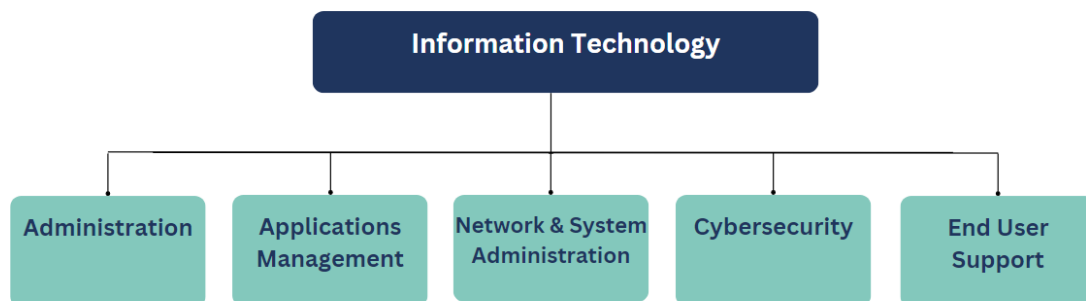 Information Technology
Administration
Applications
Management
Network & System
Administration
Cybersecurity
End User
Support